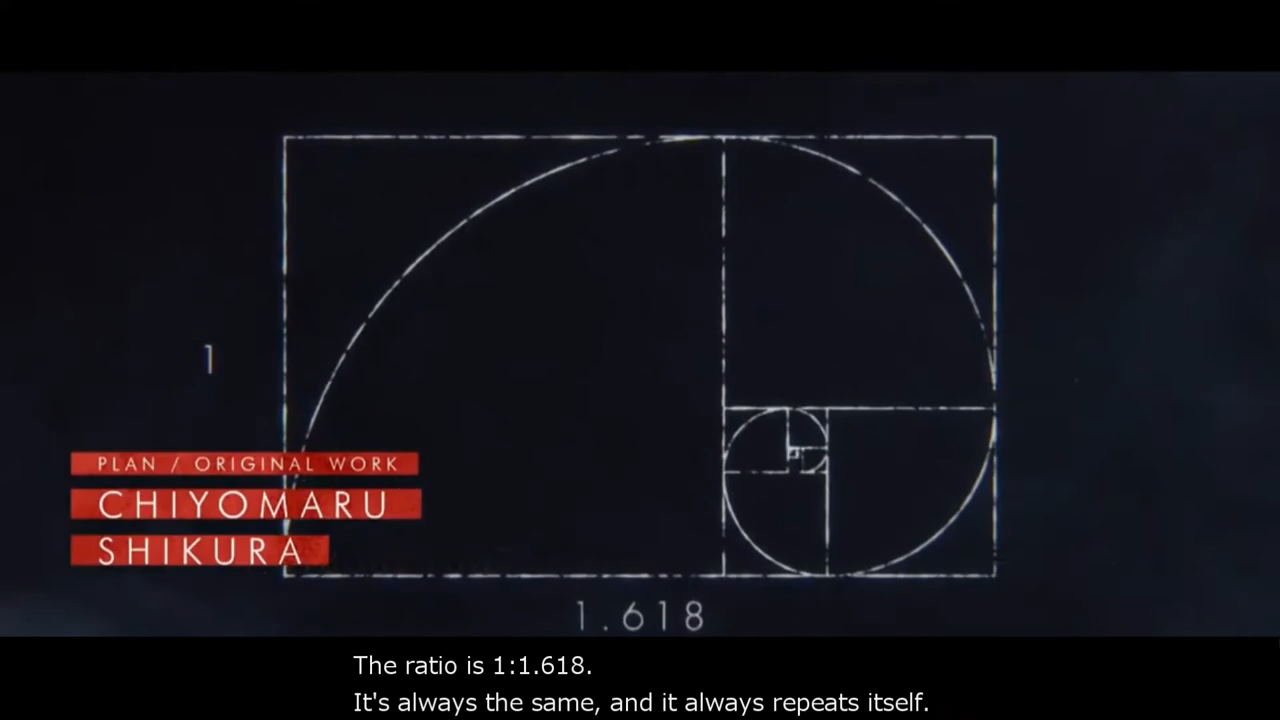 1
PLAN / ORIGINAL WORK
CHIYOMARU
SHIKURA
1.618
The ratio is 1:1.618.
It's always the same, and it always repeats itself.